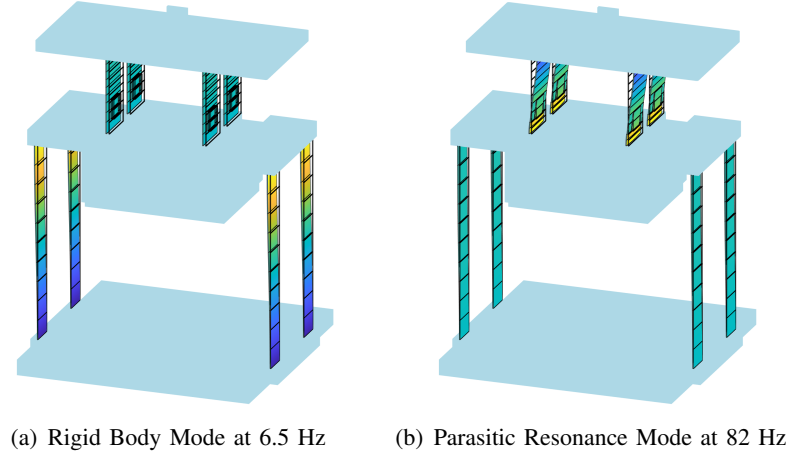 (a) Rigid Body Mode at 6.5 Hz
(b) Parasitic Resonance Mode at 82 Hz